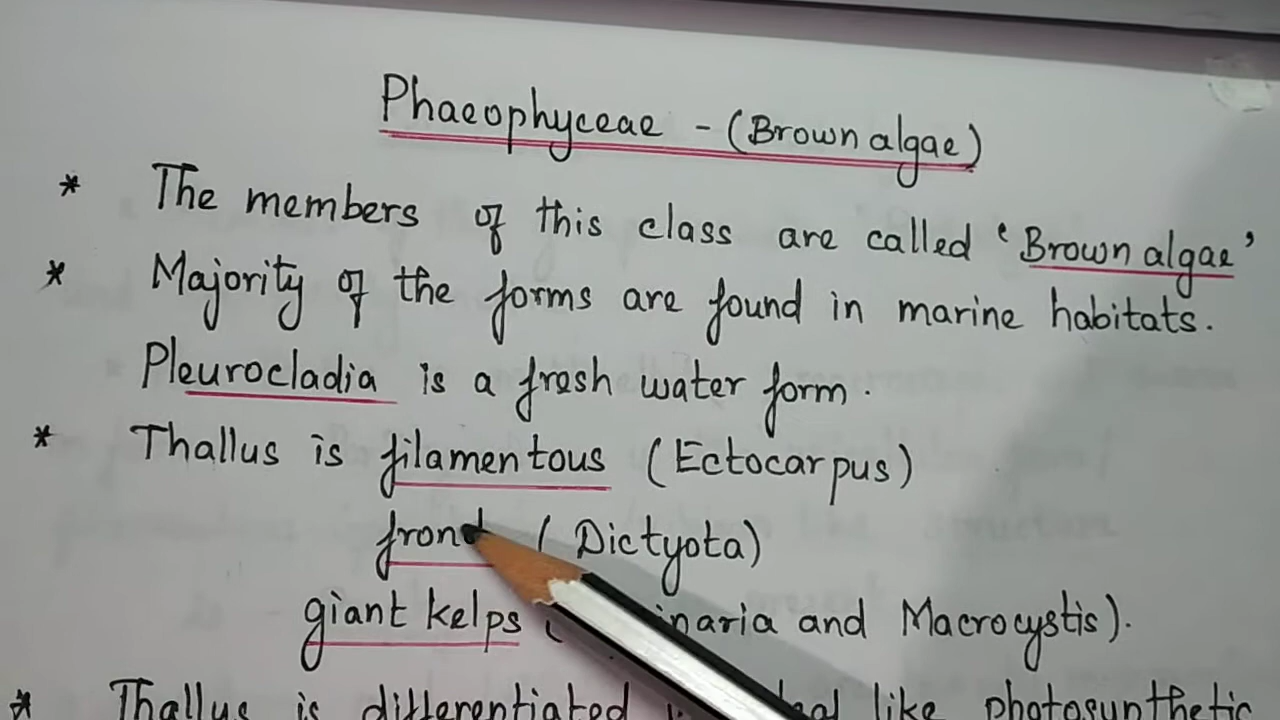 Phaeophyceae - (Brown algae)
* The members of this class are called 'Brown algae'
* Majority of the forms are found in marine habitats.
Pleurocladia is a fresh water form.
* Thallus is filamentous (Ectocarpus)
( Dictyota)
giant kelps ( and Macrocystis).
* Thallus is differentiated like photosynthetic